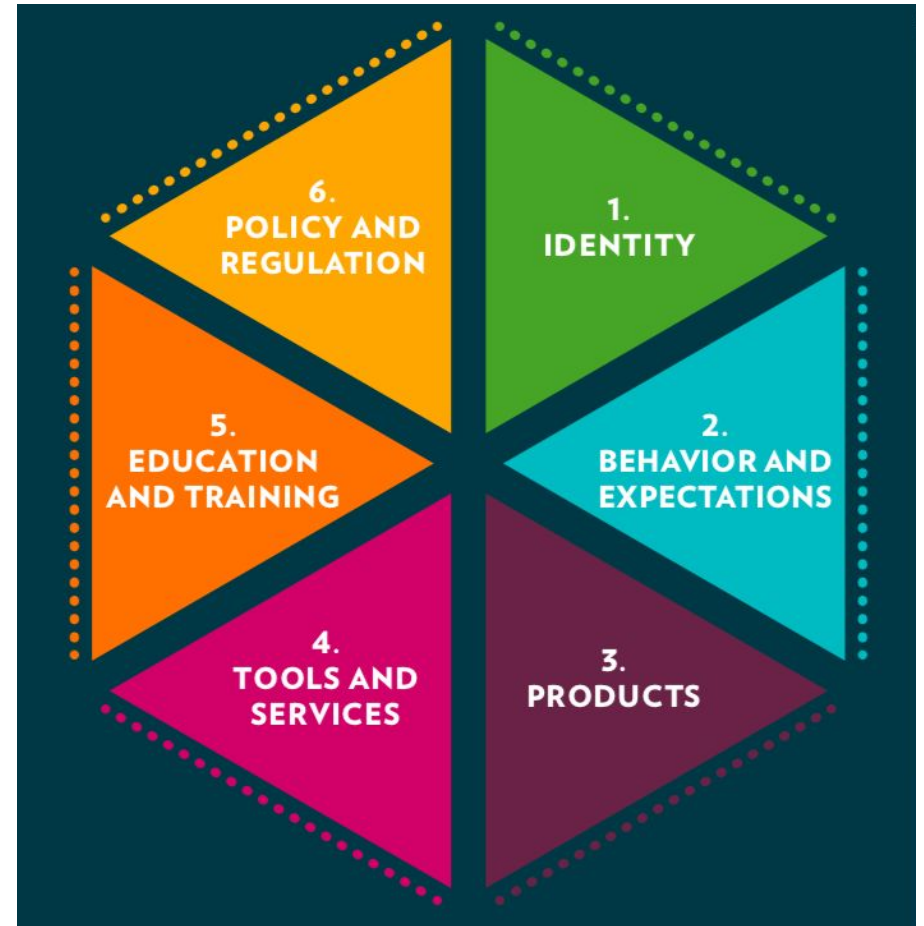 1.
IDENTITY
2.
BEHAVIOR AND
EXPECTATIONS
3.
PRODUCTS
4.
TOOLS AND
SERVICES
5.
EDUCATION
AND TRAINING
6.
POLICY AND
REGULATION